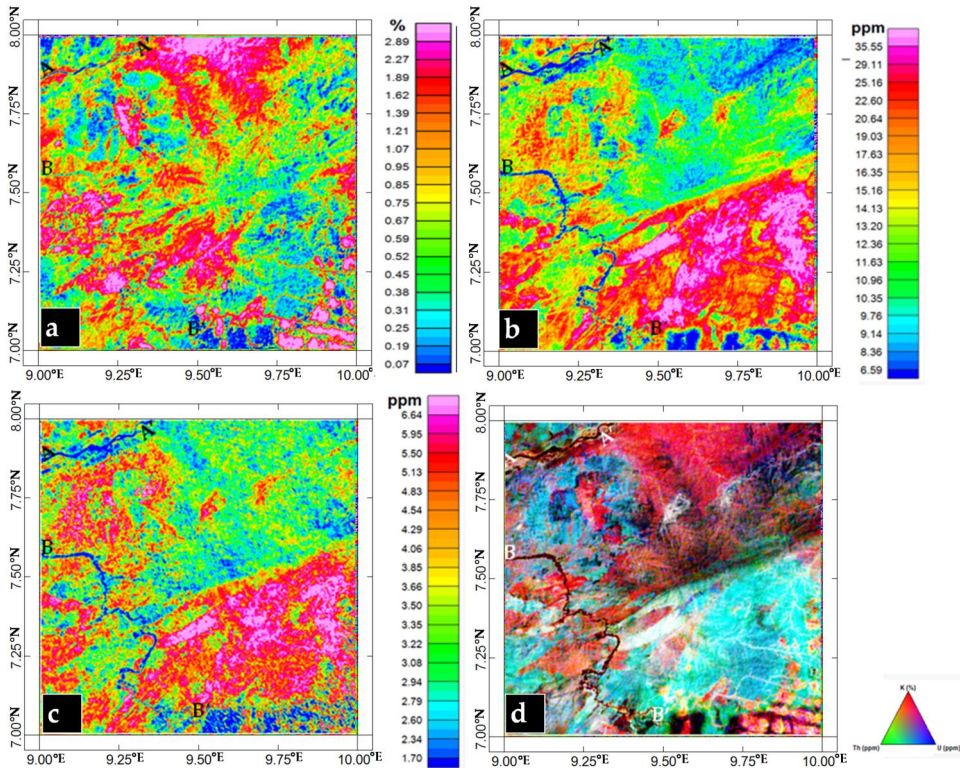 %
2.89
2.27
1.89
1.62
1.39
1.21
1.07
0.95
0.85
0.75
0.67
0.59
0.52
0.45
0.38
0.31
0.25
0.19
0.07
8.00°N
7.75°N
7.50°N
7.25°N
7.00°N
9.00°E
9.25°E
9.50°E
9.75°E
10.00°E
A
A'
B
B'
a
ppm
35.55
29.11
25.16
22.60
20.64
19.03
17.63
16.35
15.16
14.13
13.20
12.36
11.63
10.96
10.35
9.76
9.14
8.36
6.59
8.00°N
7.75°N
7.50°N
7.25°N
7.00°N
9.00°E
9.25°E
9.50°E
9.75°E
10.00°E
A
A'
B
B'
b
ppm
6.64
5.95
5.50
5.13
4.83
4.54
4.29
4.06
3.85
3.66
3.50
3.35
3.22
3.08
2.94
2.79
2.61
2.34
1.70
8.00°N
7.75°N
7.50°N
7.25°N
7.00°N
9.00°E
9.25°E
9.50°E
9.75°E
10.00°E
A
A'
B
B'
c
8.00°N
7.75°N
7.50°N
7.25°N
7.00°N
9.00°E
9.25°E
9.50°E
9.75°E
10.00°E
A
A'
B
B'
d
K (%)
Th (ppm)
U (ppm)